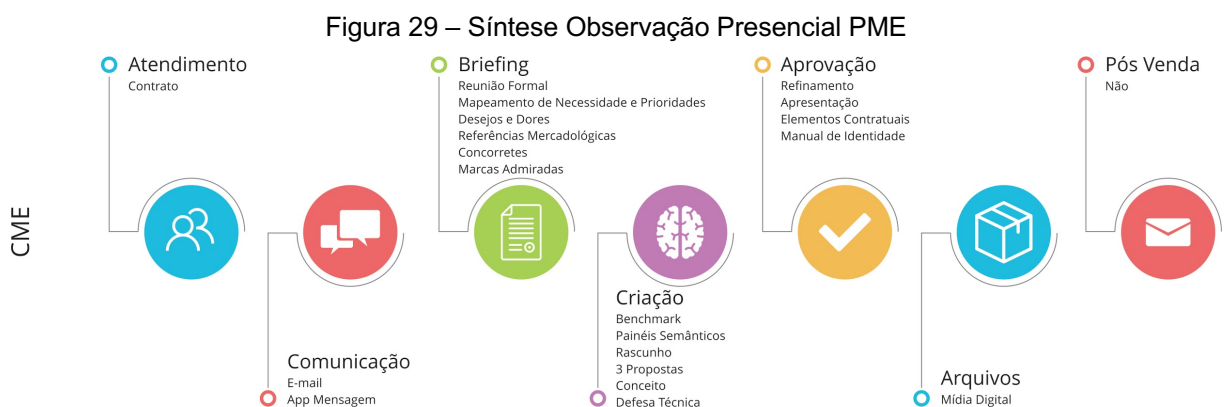 Figura 29 – Síntese Observação Presencial PME
CME
Atendimento
Contrato
Comunicação
E-mail
App Mensagem
Briefing
Reunião Formal
Mapeamento de Necessidade e Prioridades
Desejos e Dores
Referências Mercadológicas
Concorretes
Marcas Admiradas
Criação
Benchmark
Painéis Semânticos
Rascunho
3 Propostas
Conceito
Defesa Técnica
Aprovação
Refinamento
Apresentação
Elementos Contratuais
Manual de Identidade
Arquivos
Mídia Digital
Pós Venda
Não